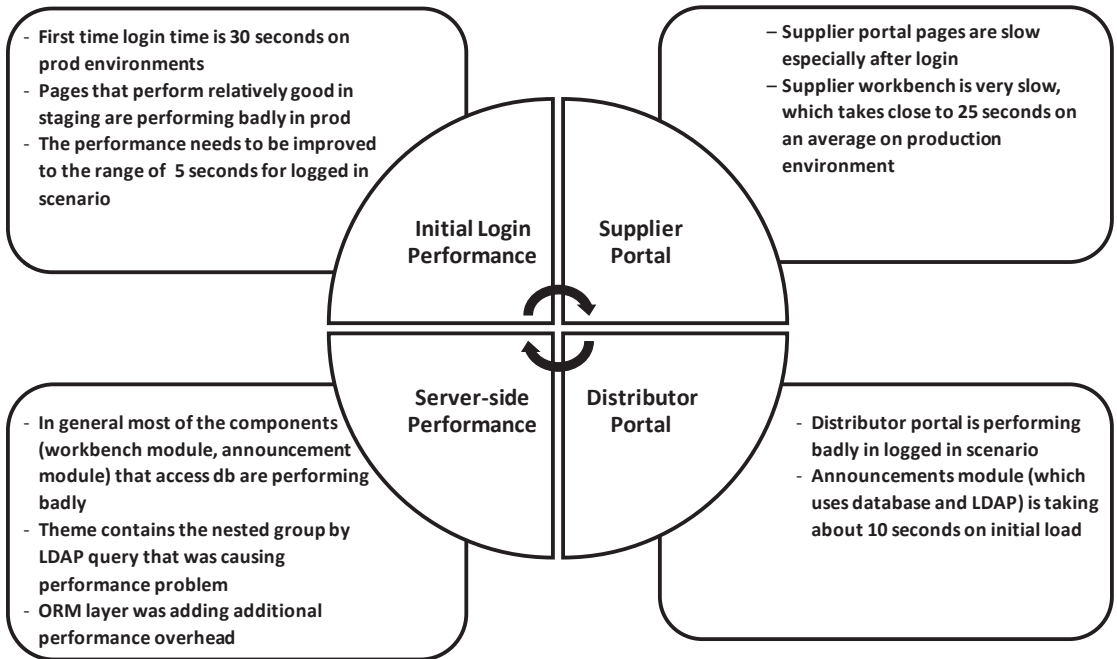 - First time login time is 30 seconds on
prod environments
- Pages that perform relatively good in
staging are performing badly in prod
- The performance needs to be improved
to the range of 5 seconds for logged in
scenario
– Supplier portal pages are slow
especially after login
– Supplier workbench is very slow,
which takes close to 25 seconds on
an average on production
environment
Initial Login
Performance
Supplier
Portal
Server-side
Performance
Distributor
Portal
- In general most of the components
(workbench module, announcement
module) that access db are performing
badly
- Theme contains the nested group by
LDAP query that was causing
performance problem
- ORM layer was adding additional
performance overhead
- Distributor portal is performing
badly in logged in scenario
- Announcements module (which
uses database and LDAP) is taking
about 10 seconds on initial load